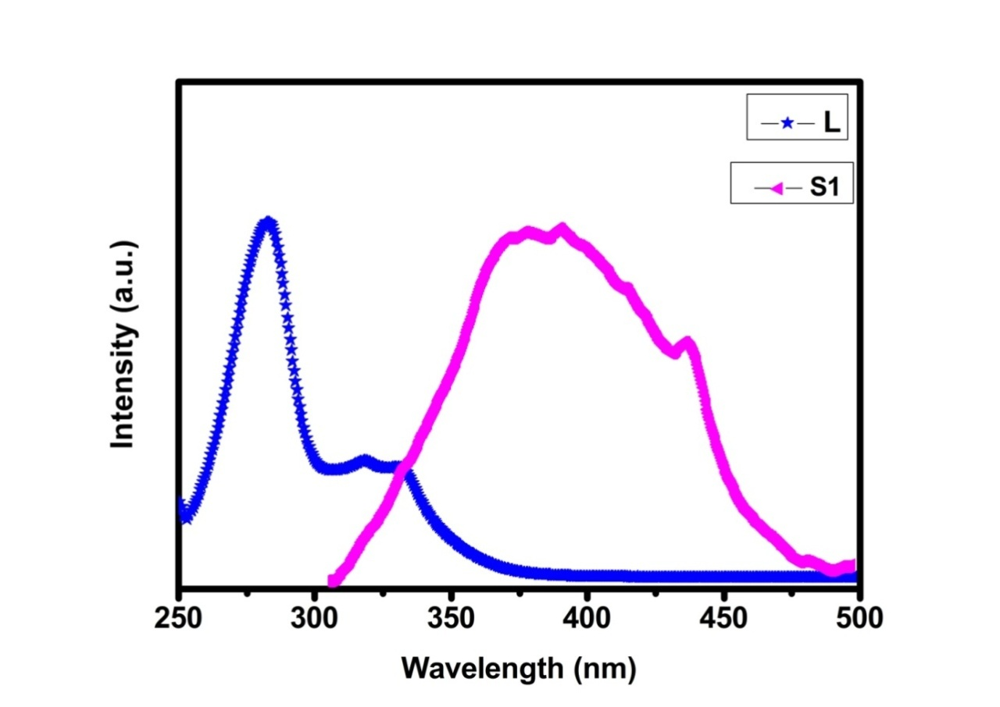 L
S1
Intensity (a.u.)
250 300 350 400 450 500
Wavelength (nm)